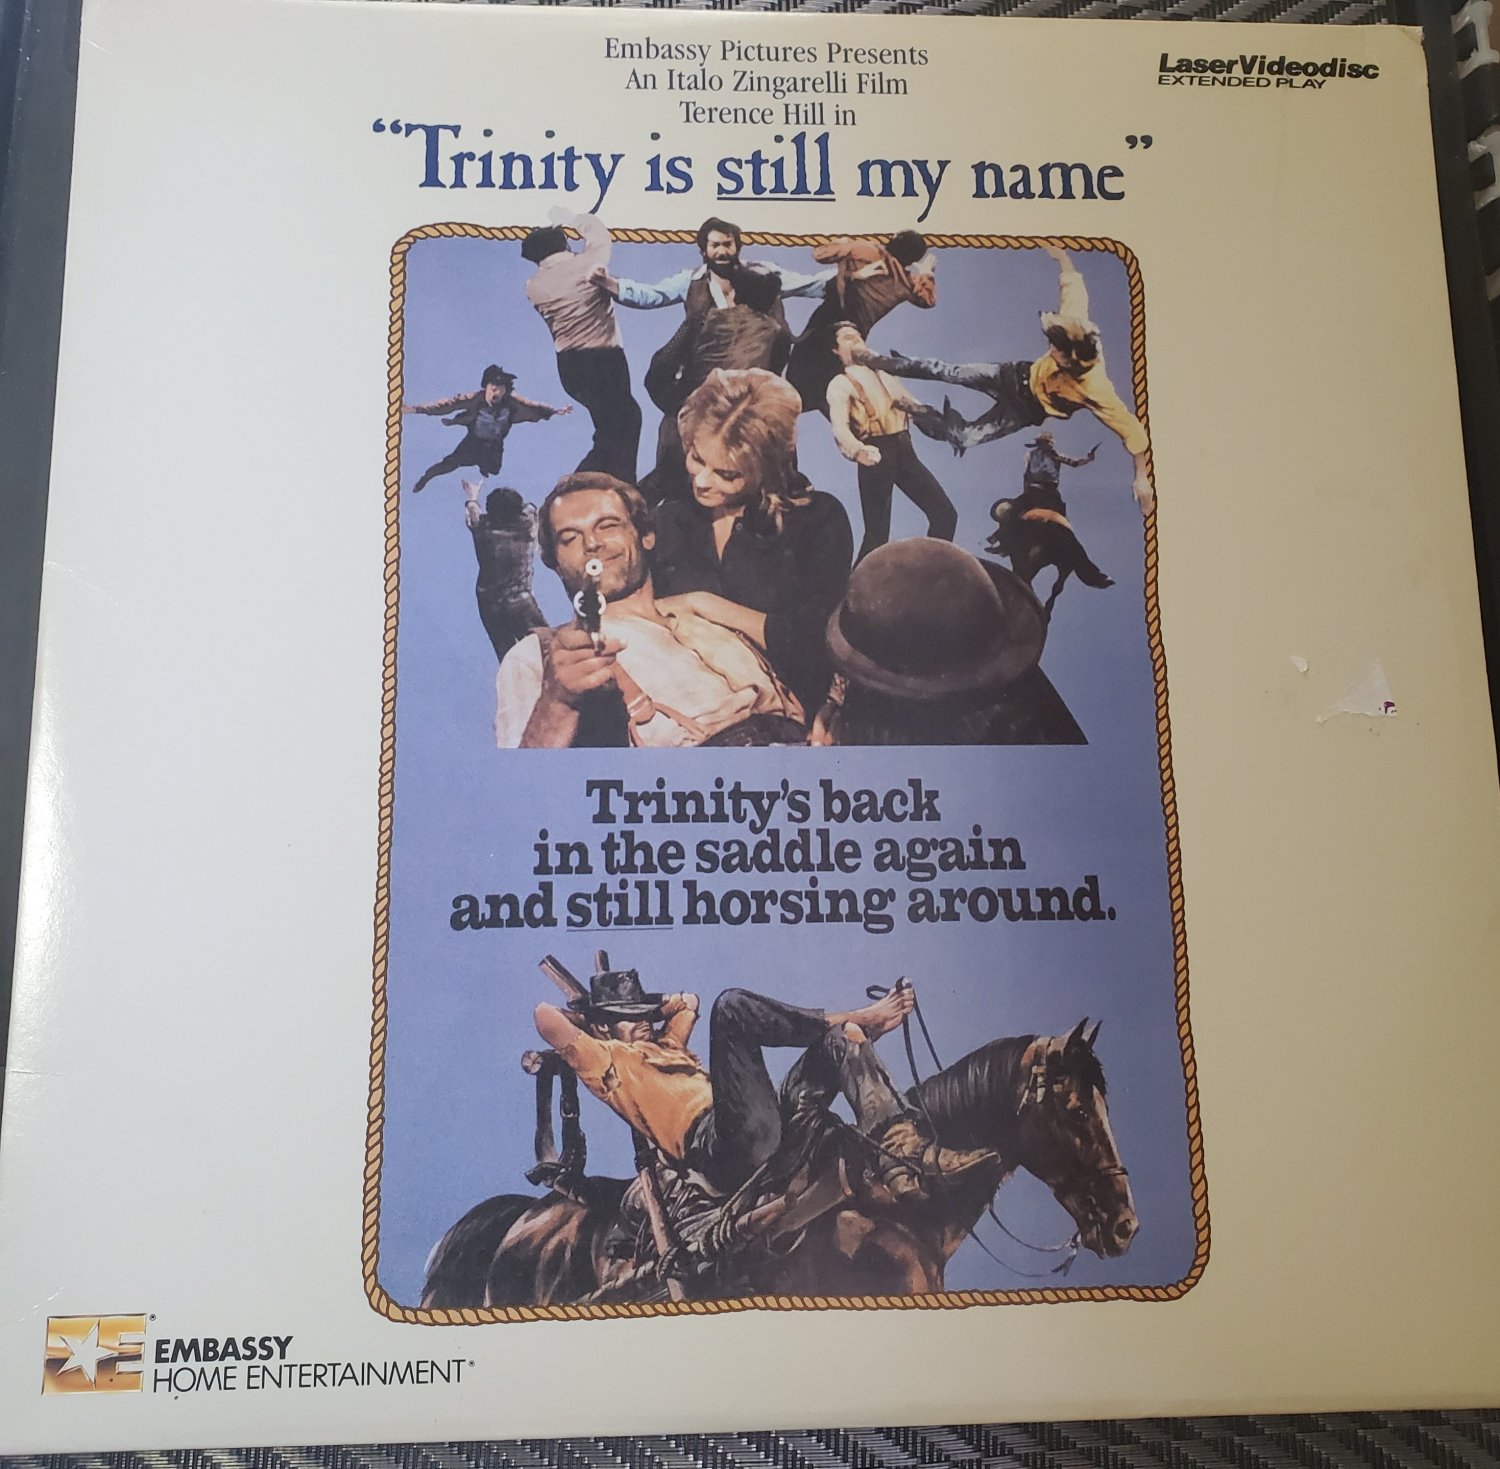 Embassy Pictures Presents
An Italo Zingarelli Film
Terence Hill in
“Trinity is still my name”
LaserVideodisc
EXTENDED PLAY
Trinity's back
in the saddle again
and still horsing around.
EMBASSY
HOME ENTERTAINMENT®